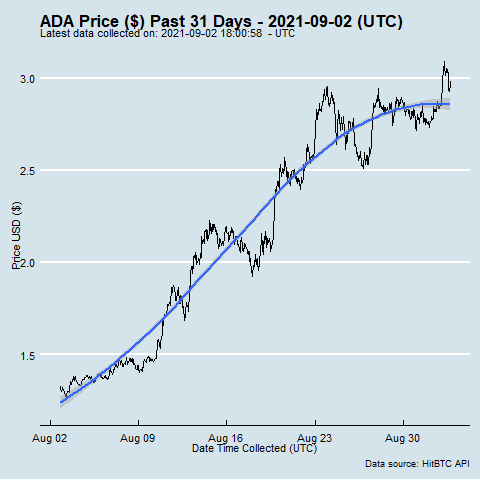 ADA Price ($) Past 31 Days - 2021-09-02 (UTC)
Latest data collected on: 2021-09-02 18:00:58 - UTC
3.0
2.5
2.0
1.5
Price USD ($)
Aug 02 Aug 09 Aug 16 Aug 23 Aug 30
Date Time Collected (UTC)
Data source: HitBTC API